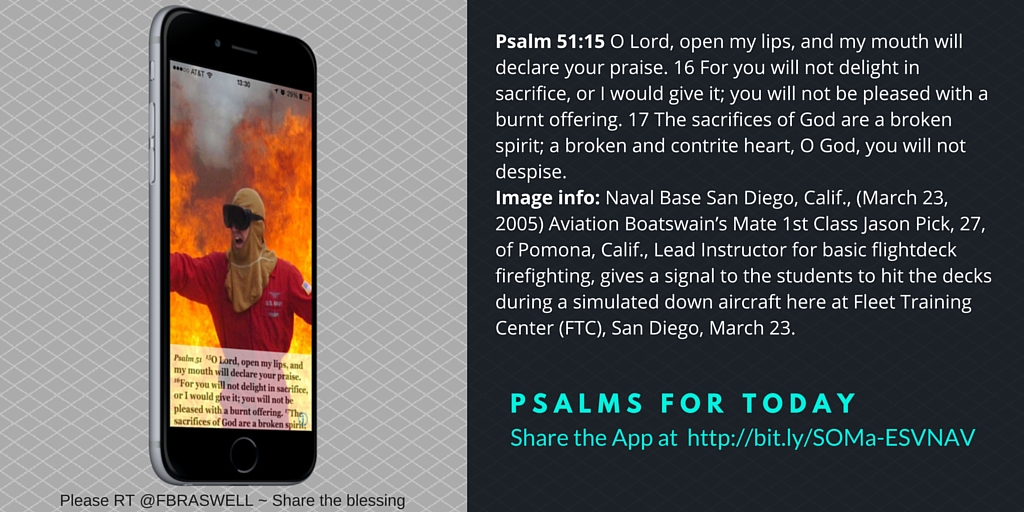 AT&T
13:30
29%
U.S. NAVY
Psalm 51 ¹⁵O Lord, open my lips, and
my mouth will declare your praise.
¹⁶For you will not delight in sacrifice,
or I would give it; you will not be
pleased with a burnt offering. ¹⁷The
sacrifices of God are a broken spirit;
Please RT @FBRASWELL ~ Share the blessing
Psalm 51:15 O Lord, open my lips, and my mouth will
declare your praise. 16 For you will not delight in
sacrifice, or I would give it; you will not be pleased with a
burnt offering. 17 The sacrifices of God are a broken
spirit; a broken and contrite heart, O God, you will not
despise.
Image info: Naval Base San Diego, Calif., (March 23,
2005) Aviation Boatswain’s Mate 1st Class Jason Pick, 27,
of Pomona, Calif., Lead Instructor for basic flightdeck
firefighting, gives a signal to the students to hit the decks
during a simulated down aircraft here at Fleet Training
Center (FTC), San Diego, March 23.
PSALMS FOR TODAY
Share the App at http://bit.ly/SOMa-ESVNAV